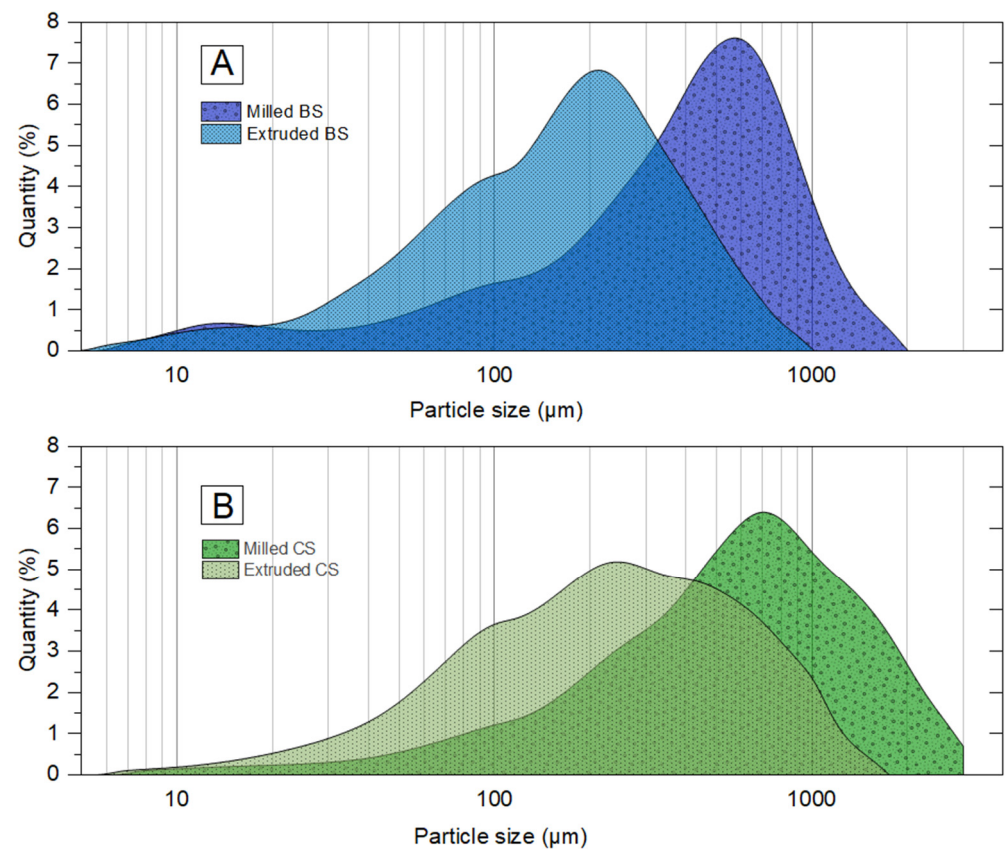 8
7
6
5
4
3
2
1
0
A
Milled BS
Extruded BS
Quantity (%)
10 100 1000
Particle size (µm)
8
7
6
5
4
3
2
1
0
B
Milled CS
Extruded CS
Quantity (%)
10 100 1000
Particle size (µm)